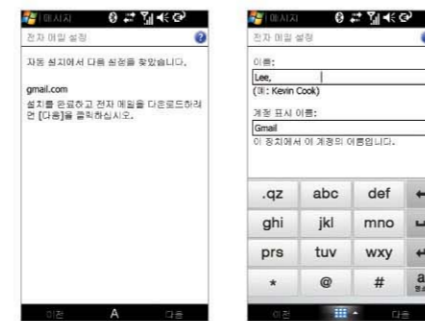 메시지
전자 메일 설정
자동 설치에서 다음 설정을 찾았습니다.
gmail.com
설치를 완료하고 전자 메일을 다운로드하려
면 [다음]을 클릭하십시오.
이전 A 다음
메시지
전자 메일 설정
이름:
Lee,
(예: Kevin Cook)
계정 표시 이름:
Gmail
이 장치에서 이 계정의 이름입니다.
.qz abc def
ghi jkl mno
prs tuv wxy
* @ # a
이전 다음